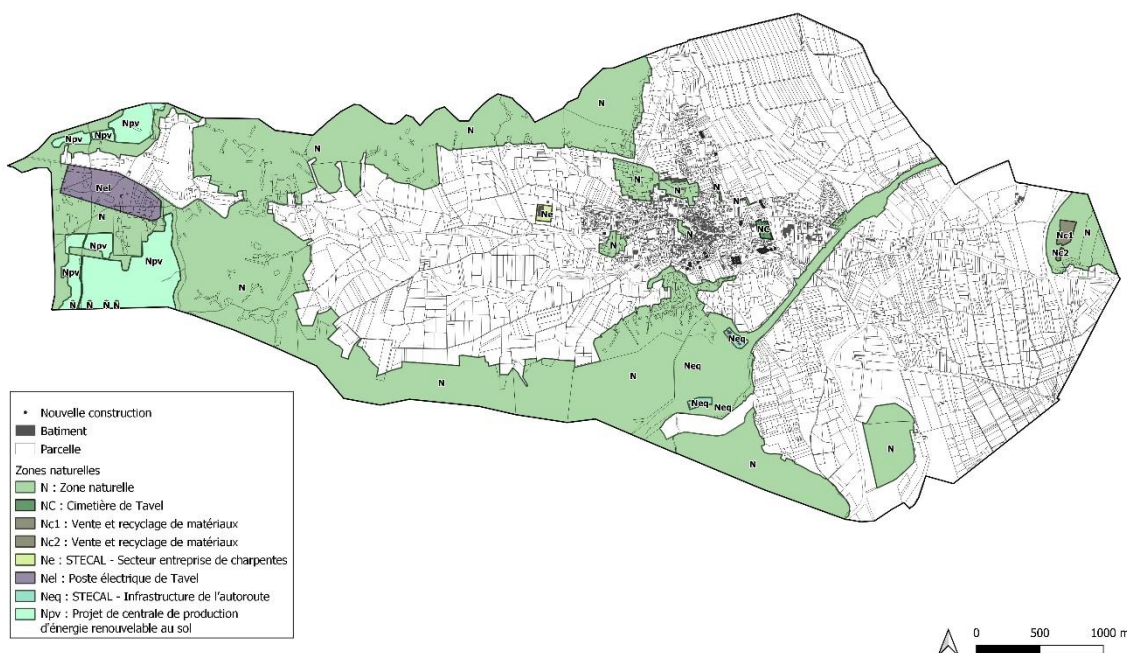 N
N
Npv
Npv
Npv
N
N
Nel
N
N
N
Ne
NC
N
N
Nc1
N
Nc2
Npv
Npv
Npv
N
N N N N
Neq
Neq
Neq Neq
N
N
N
N
• Nouvelle construction
Batiment
Parcelle
Zones naturelles
N : Zone naturelle
NC : Cimetière de Tavel
Nc1 : Vente et recyclage de matériaux
Nc2 : Vente et recyclage de matériaux
Ne : STECAL - Secteur entreprise de charpentes
Nel : Poste électrique de Tavel
Neq : STECAL - Infrastructure de l'autoroute
Npv : Projet de centrale de production
d'énergie renouvelable au sol
0 500 1000 m